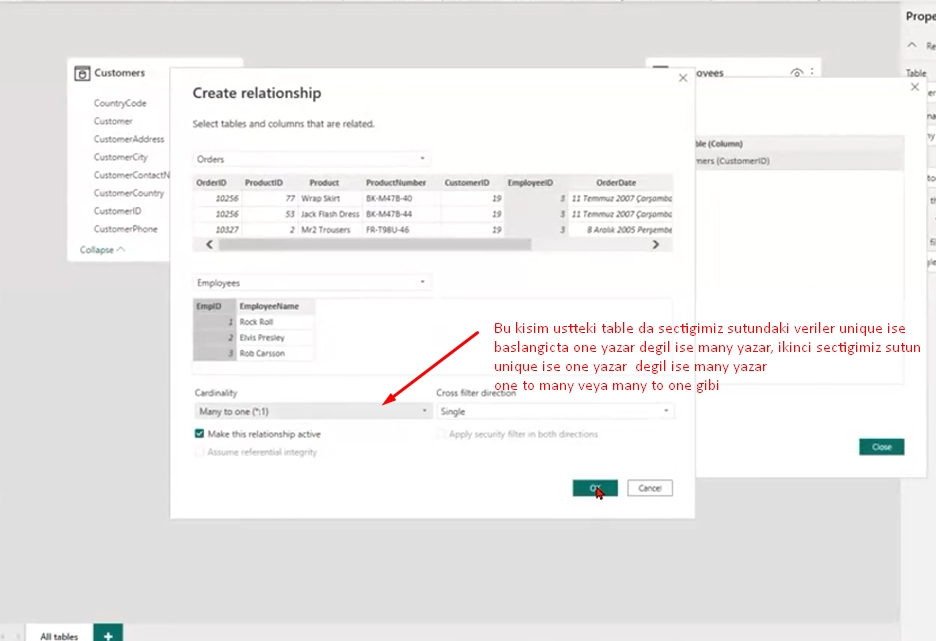 Prope
Customers
oyees
Re
Table
Create relationship
CountryCode
Customer
CustomerAddress
CustomerCity
CustomerContactN
CustomerCountry
CustomerID
CustomerPhone
Collapse
Select tables and columns that are related.
Orders
OrderID ProductID Product ProductNumber CustomerID EmployeeID OrderDate
10256 77 Wrap Skirt BK-M47B-40 19 3 11 Temmuz 2007 Çarşamba
10256 53 Jack Flash Dress BK-M47B-44 19 3 11 Temmuz 2007 Çarşamba
10327 2 Mr2 Trousers FR-T98U-46 19 3 8 Aralık 2005 Perşembe
ble (Column)
mers (CustomerID)
Employees
EmpID EmployeeName
1 Rock Roll
2 Elvis Presley
3 Rob Carsson
Bu kisim ustteki table da sectigimiz sutundaki veriler unique ise
baslangicta one yazar degil ise many yazar, ikinci sectigimiz sutun
unique ise one yazar degil ise many yazar
one to many veya many to one gibi
Cardinality
Many to one (*:1)
Cross filter direction
Single
Make this relationship active
Apply security filter in both directions
Assume referential integrity
Close
OK
Cancel
All tables
+